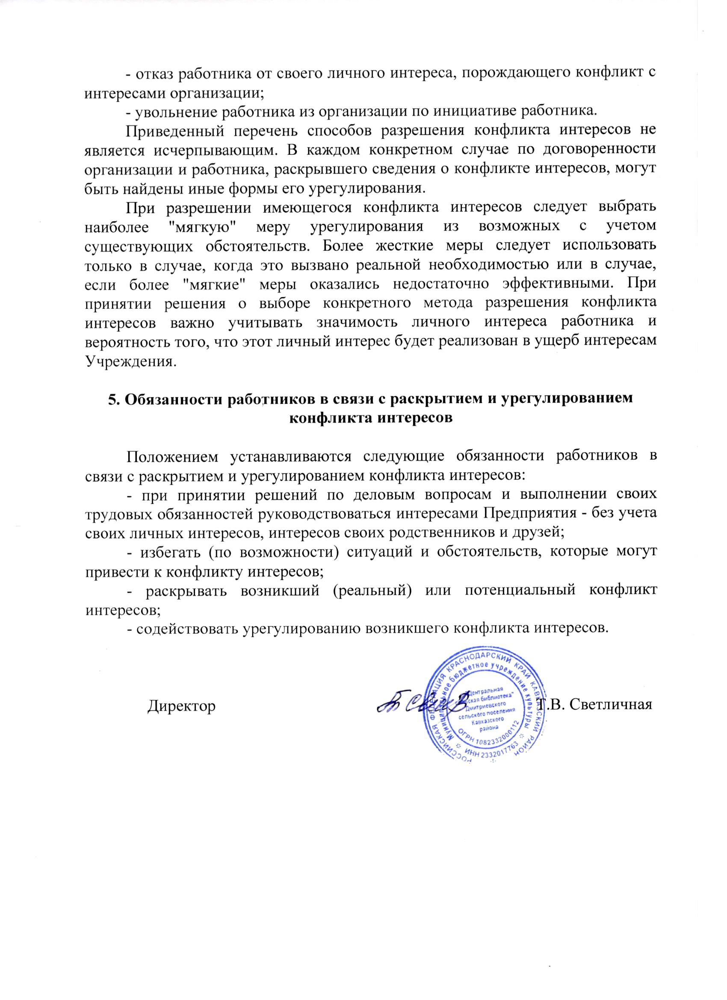 - отказ работника от своего личного интереса, порождающего конфликт с
интересами организации;
- увольнение работника из организации по инициативе работника.
Приведенный перечень способов разрешения конфликта интересов не
является исчерпывающим. В каждом конкретном случае по договоренности
организации и работника, раскрывшего сведения о конфликте интересов, могут
быть найдены иные формы его урегулирования.
При разрешении имеющегося конфликта интересов следует выбрать
наиболее "мягкую" меру урегулирования из возможных с учетом
существующих обстоятельств. Более жесткие меры следует использовать
только в случае, когда это вызвано реальной необходимостью или в случае,
если более "мягкие" меры оказались недостаточно эффективными. При
принятии решения о выборе конкретного метода разрешения конфликта
интересов важно учитывать значимость личного интереса работника и
вероятность того, что этот личный интерес будет реализован в ущерб интересам
Учреждения.
5. Обязанности работников в связи с раскрытием и урегулированием
конфликта интересов
Положением устанавливаются следующие обязанности работников в
связи с раскрытием и урегулированием конфликта интересов:
- при принятии решений по деловым вопросам и выполнении своих
трудовых обязанностей руководствоваться интересами Предприятия - без учета
своих личных интересов, интересов своих родственников и друзей;
- избегать (по возможности) ситуаций и обстоятельств, которые могут
привести к конфликту интересов;
- раскрывать возникший (реальный) или потенциальный конфликт
интересов;
- содействовать урегулированию возникшего конфликта интересов.
Директор
Т.В. Светличная
РОССИЙСКАЯ ФЕДЕРАЦИЯ КРАСНОДАРСКИЙ КРАЙ КАВКАЗСКИЙ РАЙОН
Муниципальное бюджетное учреждение культуры
"Центральная
библиотека"
Дмитриевского
сельского поселения
Кавказского
района
ОГРН 1082332000112
ИНН 2332017763